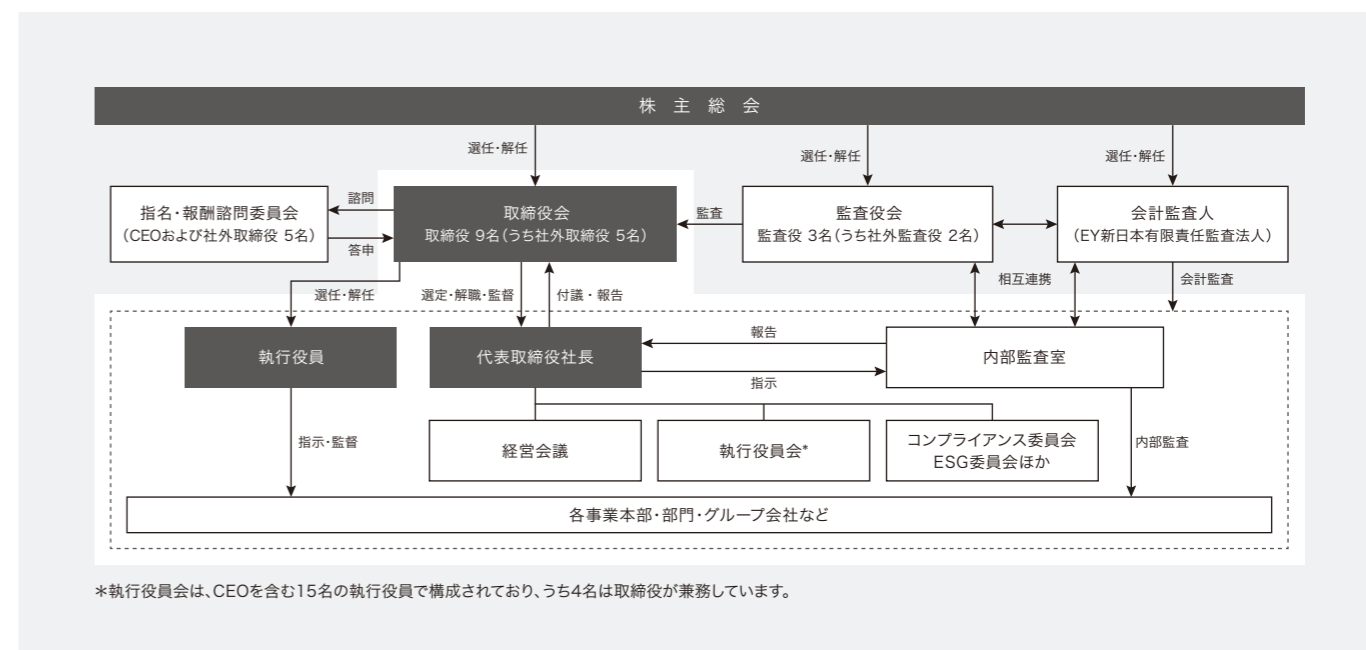 株主総会
選任・解任
選任・解任
選任・解任
指名・報酬諮問委員会
（CEOおよび社外取締役 5名）
諮問
答申
取締役会
取締役 9名（うち社外取締役 5名）
監査
監査役会
監査役 3名（うち社外監査役 2名）
会計監査人
（EY新日本有限責任監査法人）
選任・解任
選定・解職・監督
付議・報告
相互連携
会計監査
執行役員
代表取締役社長
報告
指示
内部監査室
指示・監督
経営会議
執行役員会*
コンプライアンス委員会
ESG委員会ほか
内部監査
各事業本部・部門・グループ会社など
＊執行役員会は、CEOを含む15名の執行役員で構成されており、うち4名は取締役が兼務しています。